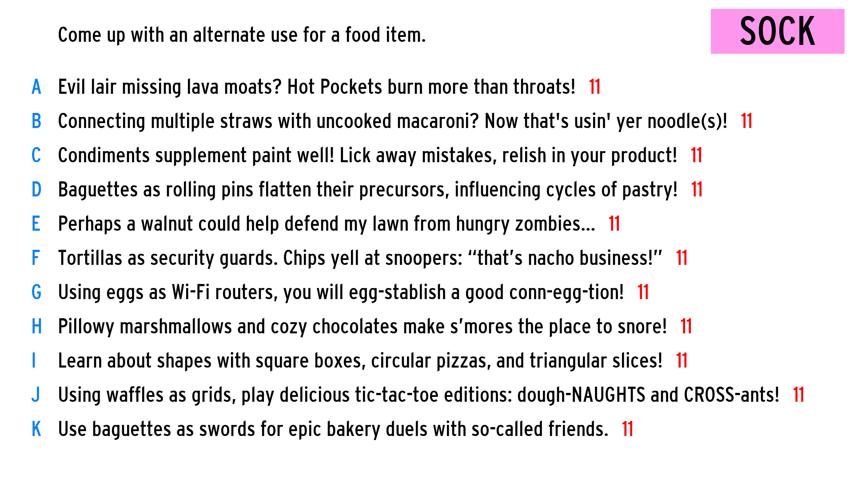 Come up with an alternate use for a food item.
SOCK
A Evil lair missing lava moats? Hot Pockets burn more than throats! 11
B Connecting multiple straws with uncooked macaroni? Now that's usin' yer noodle(s)! 11
C Condiments supplement paint well! Lick away mistakes, relish in your product! 11
D Baguettes as rolling pins flatten their precursors, influencing cycles of pastry! 11
E Perhaps a walnut could help defend my lawn from hungry zombies... 11
F Tortillas as security guards. Chips yell at snoopers: “that’s nacho business!” 11
G Using eggs as Wi-Fi routers, you will egg-stablish a good conn-egg-tion! 11
H Pillowy marshmallows and cozy chocolates make s’mores the place to snore! 11
I Learn about shapes with square boxes, circular pizzas, and triangular slices! 11
J Using waffles as grids, play delicious tic-tac-toe editions: dough-NAUGHTS and CROSS-ants! 11
K Use baguettes as swords for epic bakery duels with so-called friends. 11